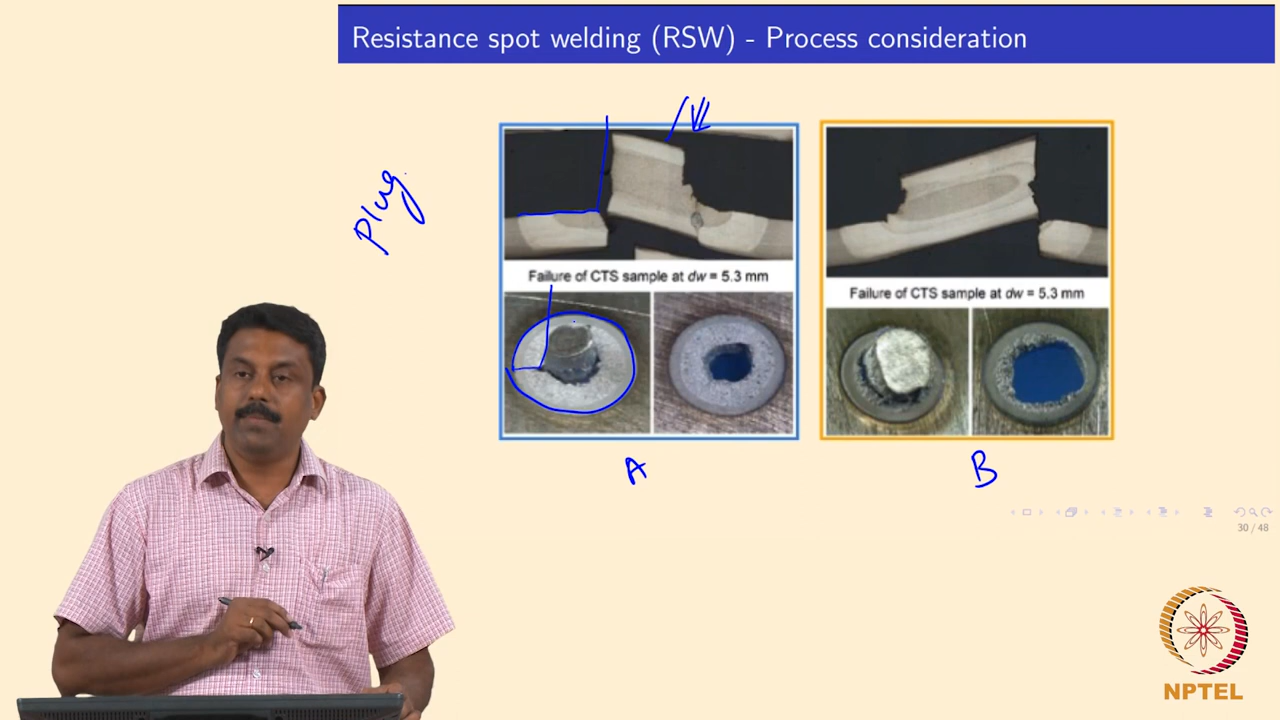 Resistance spot welding (RSW) - Process consideration
Plug
Failure of CTS sample at dw = 5.3 mm
Failure of CTS sample at dw = 5.3 mm
A
B
30 / 48
NPTEL